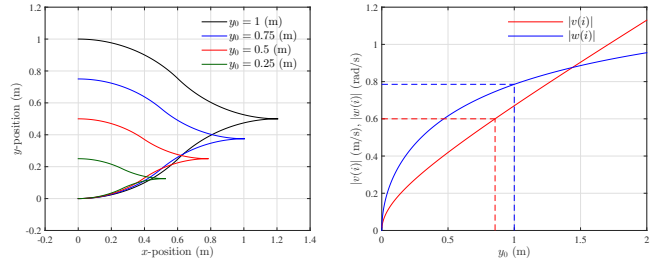 y₀ = 1 (m)
y₀ = 0.75 (m)
y₀ = 0.5 (m)
y₀ = 0.25 (m)
y-position (m)
1.2
1
0.8
0.6
0.4
0.2
0
-0.2
-0.2 0 0.2 0.4 0.6 0.8 1 1.2 1.4
x-position (m)
|v(i)|
|w(i)|
|v(i)| (m/s), |w(i)| (rad/s)
1.2
1
0.8
0.6
0.4
0.2
0
0 0.5 1 1.5 2
y₀ (m)